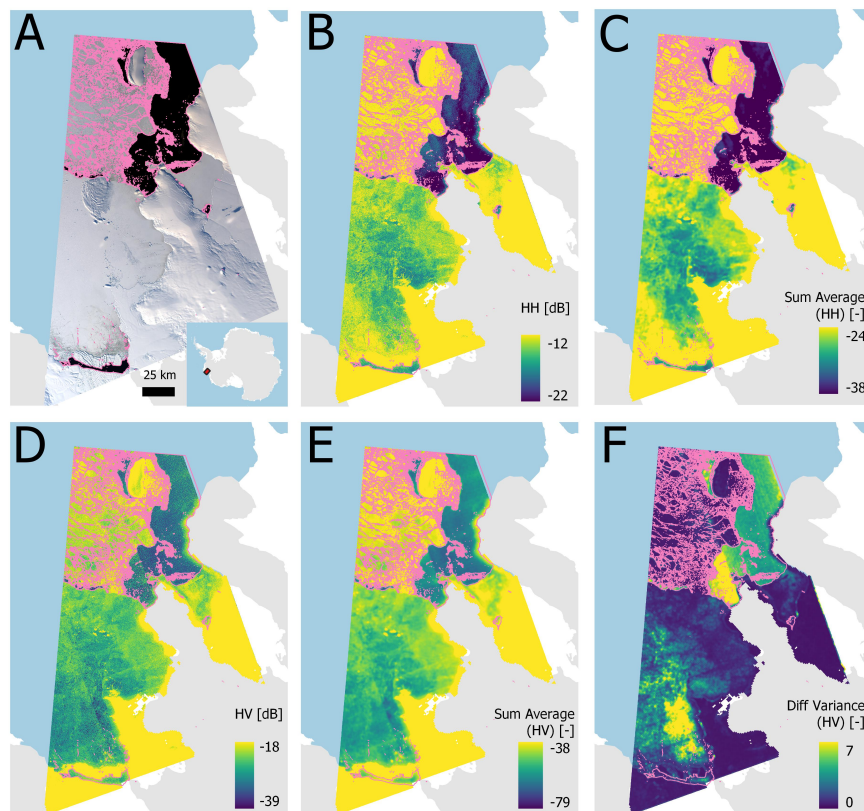 A
B
C
25 km
HH [dB]
-12
-22
Sum Average
(HH) [-]
-24
-38
D
E
F
HV [dB]
-18
-39
Sum Average
(HV) [-]
-38
-79
Diff Variance
(HV) [-]
7
0